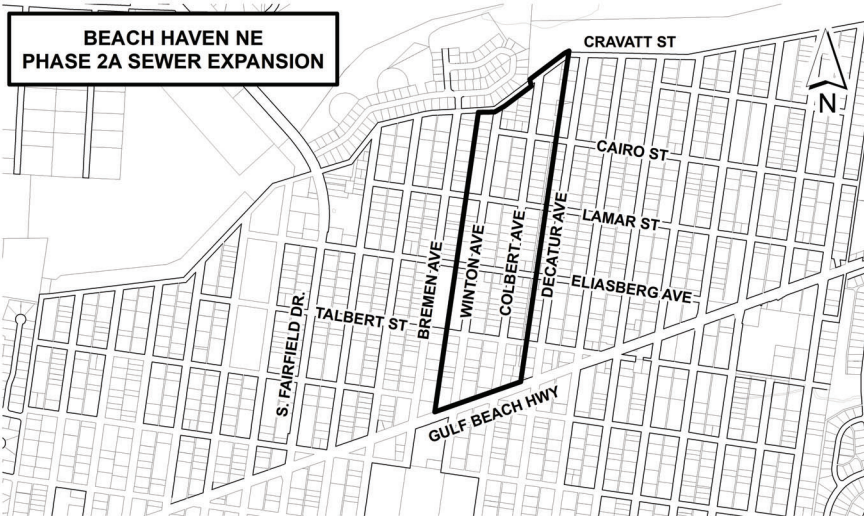 BEACH HAVEN NE
PHASE 2A SEWER EXPANSION
CRAVATT ST
N
CAIRO ST
LAMAR ST
ELIASBERG AVE
TALBERT ST
S. FAIRFIELD DR.
BREMEN AVE
WINTON AVE
COLBERT AVE
DECATUR AVE
GULF BEACH HWY